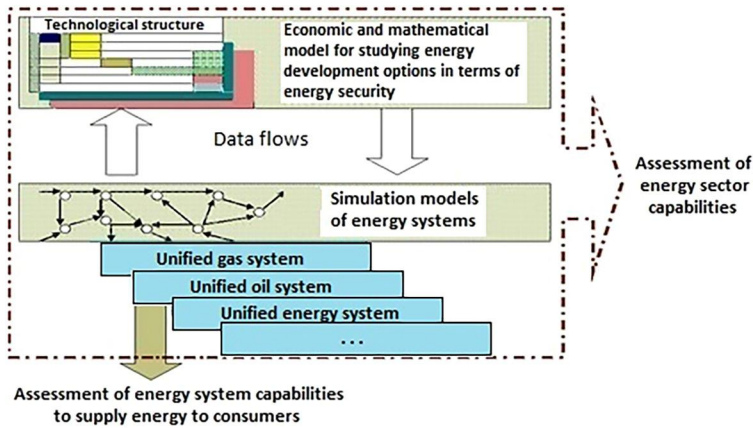 Technological structure
Economic and mathematical
model for studying energy
development options in terms of
energy security
Data flows
Assessment of
energy sector
capabilities
Simulation models
of energy systems
Unified gas system
Unified oil system
Unified energy system
...
Assessment of energy system capabilities
to supply energy to consumers